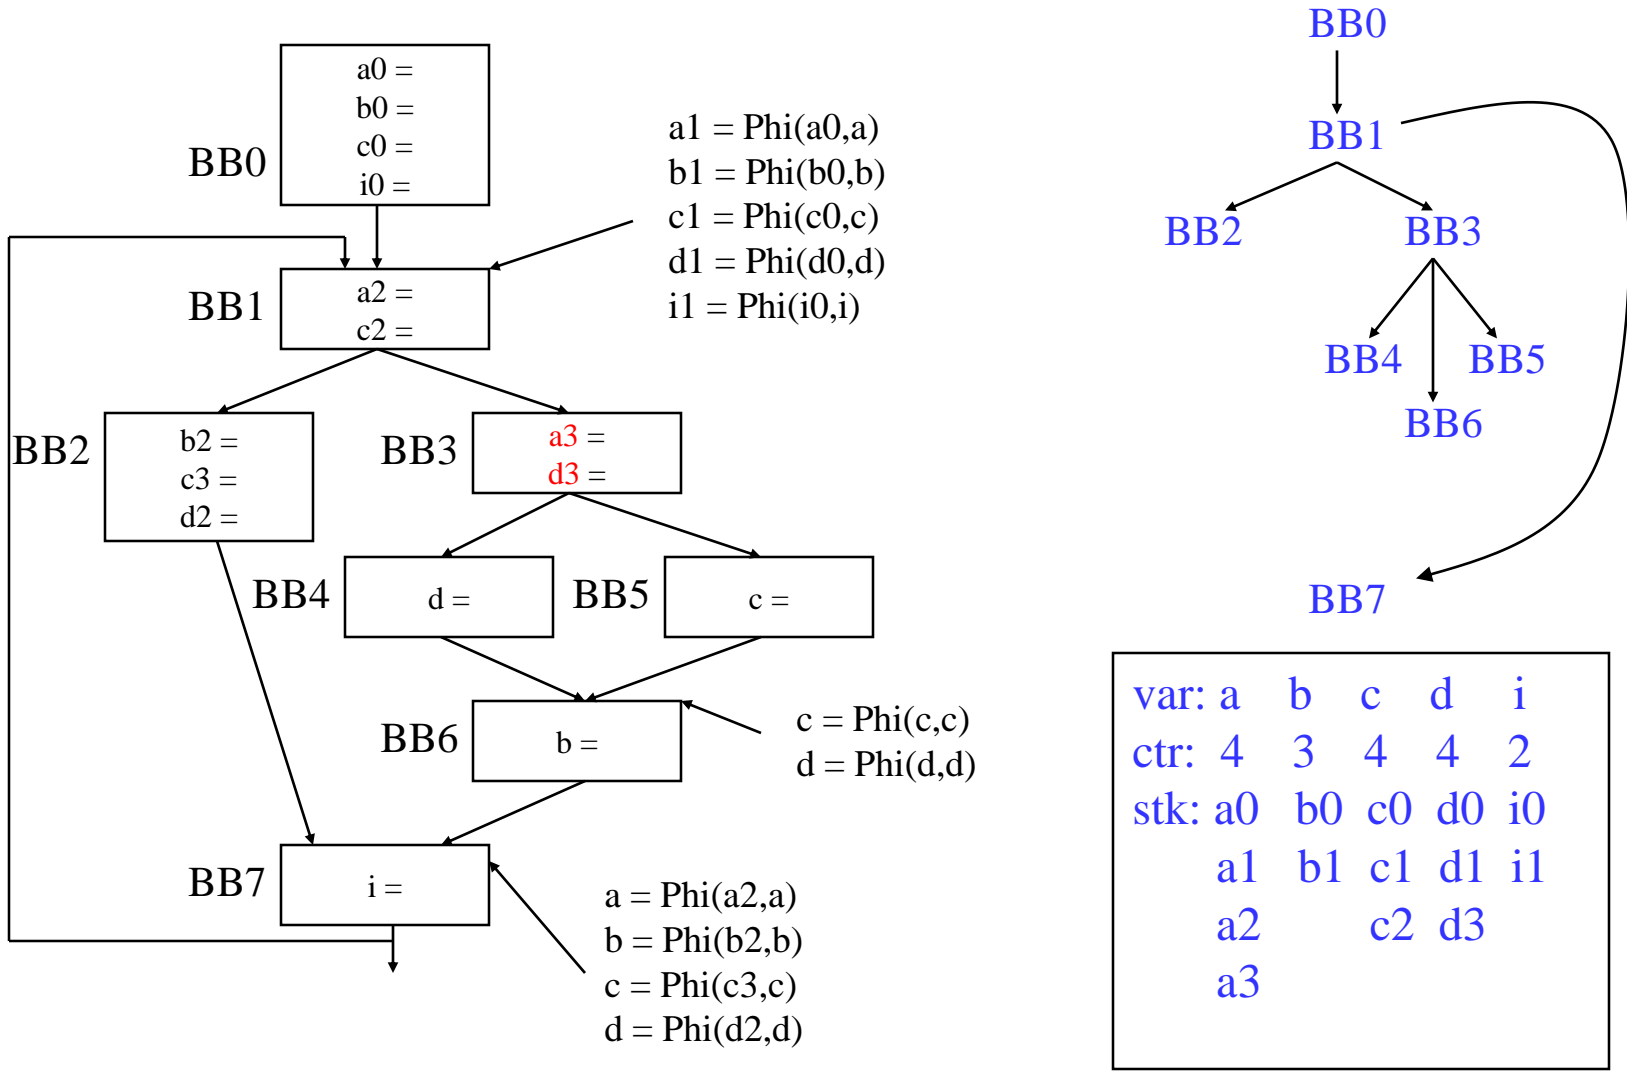 BB0
a0 =
b0 =
c0 =
i0 =
a1 = Phi(a0,a)
b1 = Phi(b0,b)
c1 = Phi(c0,c)
d1 = Phi(d0,d)
i1 = Phi(i0,i)
BB1
a2 =
c2 =
BB2
b2 =
c3 =
d2 =
BB3
a3 =
d3 =
BB4
d =
BB5
c =
BB6
b =
c = Phi(c,c)
d = Phi(d,d)
BB7
i =
a = Phi(a2,a)
b = Phi(b2,b)
c = Phi(c3,c)
d = Phi(d2,d)
BB0
BB1
BB2 BB3
BB4 BB5
BB6
BB7
var: a b c d i
ctr: 4 3 4 4 2
stk: a0 b0 c0 d0 i0
a1 b1 c1 d1 i1
a2 c2 d3
a3